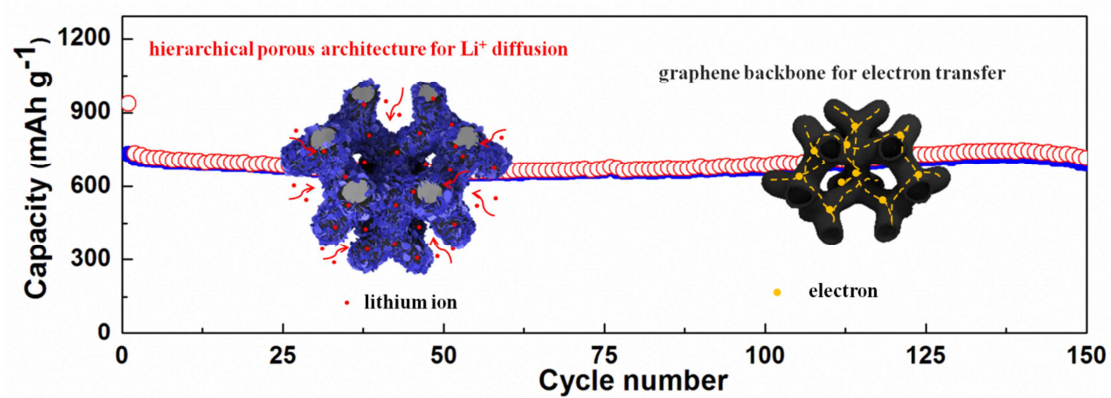 1200
hierarchical porous architecture for Li⁺ diffusion
graphene backbone for electron transfer
900
600
300
0
Capacity (mAh g⁻¹)
lithium ion
electron
0 25 50 75 100 125 150
Cycle number